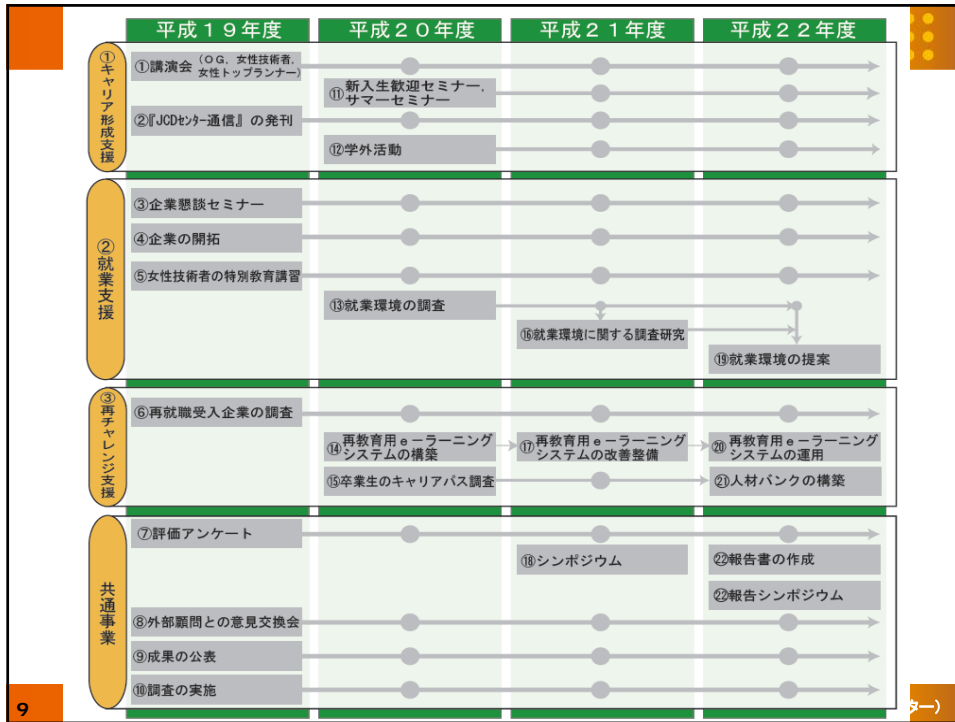 平成１９年度
平成２０年度
平成２１年度
平成２２年度
①キャリア形成支援
①講演会（ＯＧ，女性技術者，
女性トップランナー）
⑪新入生歓迎セミナー，
サマーセミナー
②『JCDｾﾝﾀｰ通信』の発刊
⑫学外活動
②就業支援
③企業懇談セミナー
④企業の開拓
⑤女性技術者の特別教育講習
⑬就業環境の調査
⑯就業環境に関する調査研究
⑲就業環境の提案
③再チャレンジ支援
⑥再就職受入企業の調査
⑭再教育用ｅ－ラーニング
システムの構築
⑰再教育用ｅ－ラーニング
システムの改善整備
⑳再教育用ｅ－ラーニング
システムの運用
⑮卒業生のキャリアパス調査
㉑人材バンクの構築
共通事業
⑦評価アンケート
⑱シンポジウム
㉒報告書の作成
㉒報告シンポジウム
⑧外部顧問との意見交換会
⑨成果の公表
⑩調査の実施
9
ター）